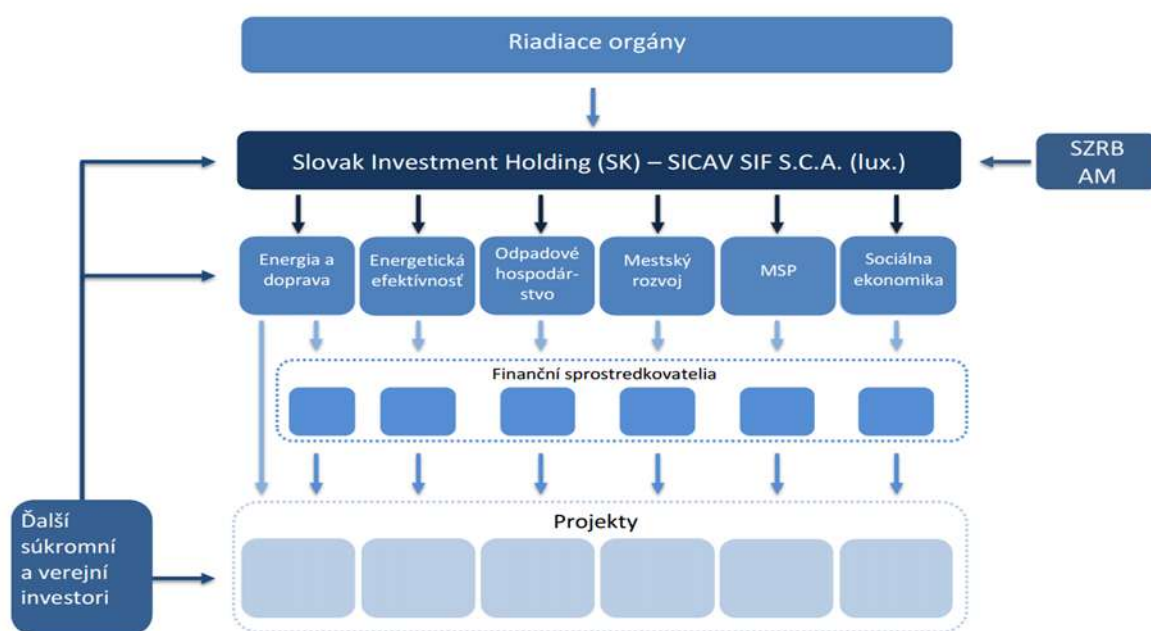 Riadiace orgány
Slovak Investment Holding (SK) – SICAV SIF S.C.A. (lux.)
SZRB
AM
Energia a
doprava
Energetická
efektívnosť
Odpadové
hospodár-
stvo
Mestský
rozvoj
MSP
Sociálna
ekonomika
Finanční sprostredkovatelia
Projekty
Ďalší
súkromní
a verejní
investori